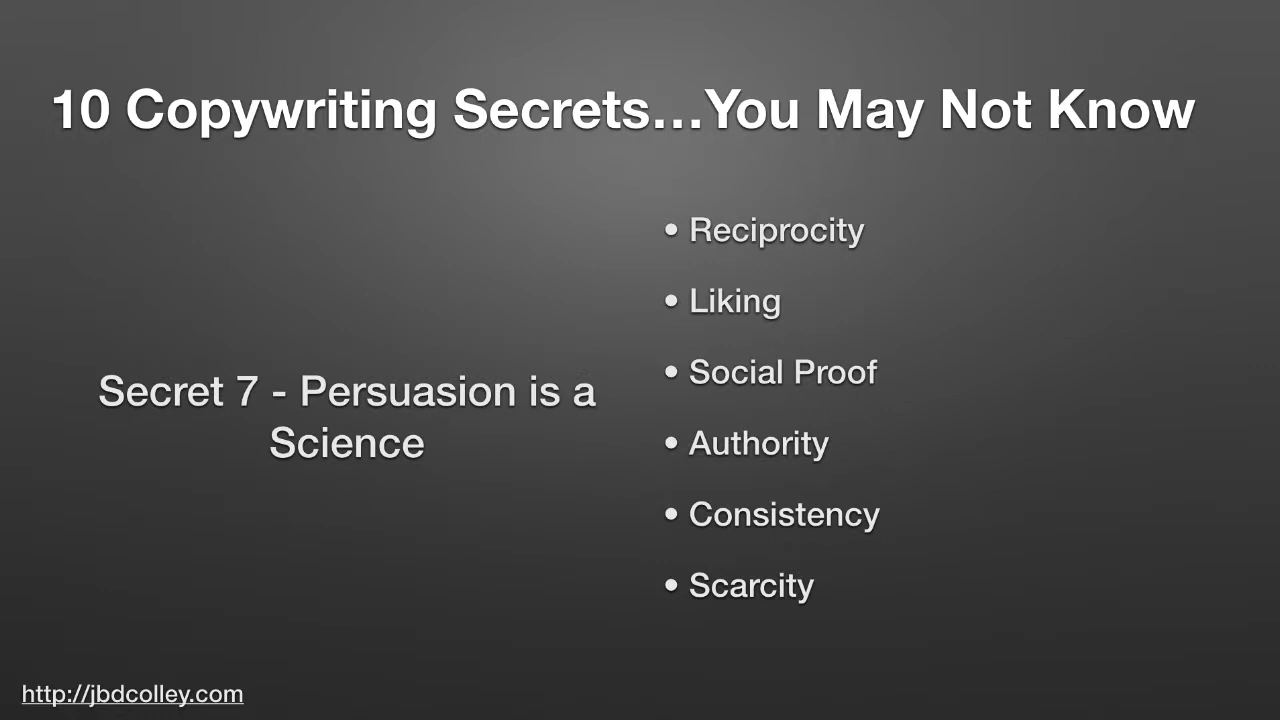 10 Copywriting Secrets…You May Not Know
Secret 7 - Persuasion is a
Science
• Reciprocity
• Liking
• Social Proof
• Authority
• Consistency
• Scarcity
http://jbdcolley.com